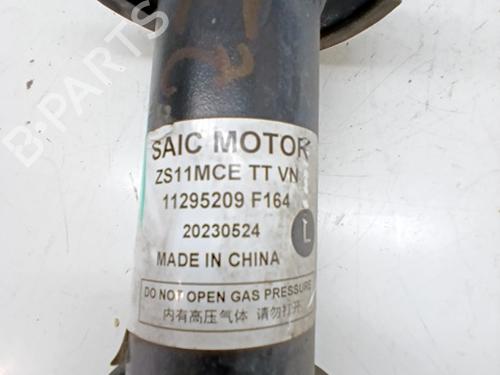 B-PARTS
SAIC MOTOR
ZS11MCE TT VN
11295209 F164
20230524
L
MADE IN CHINA
DO NOT OPEN GAS PRESSURE
内有高压气体 请勿打开